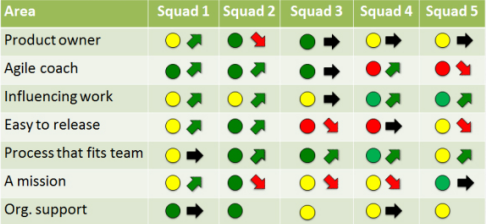 Area Squad 1 Squad 2 Squad 3 Squad 4 Squad 5
Product owner
Agile coach
Influencing work
Easy to release
Process that fits team
A mission
Org. support